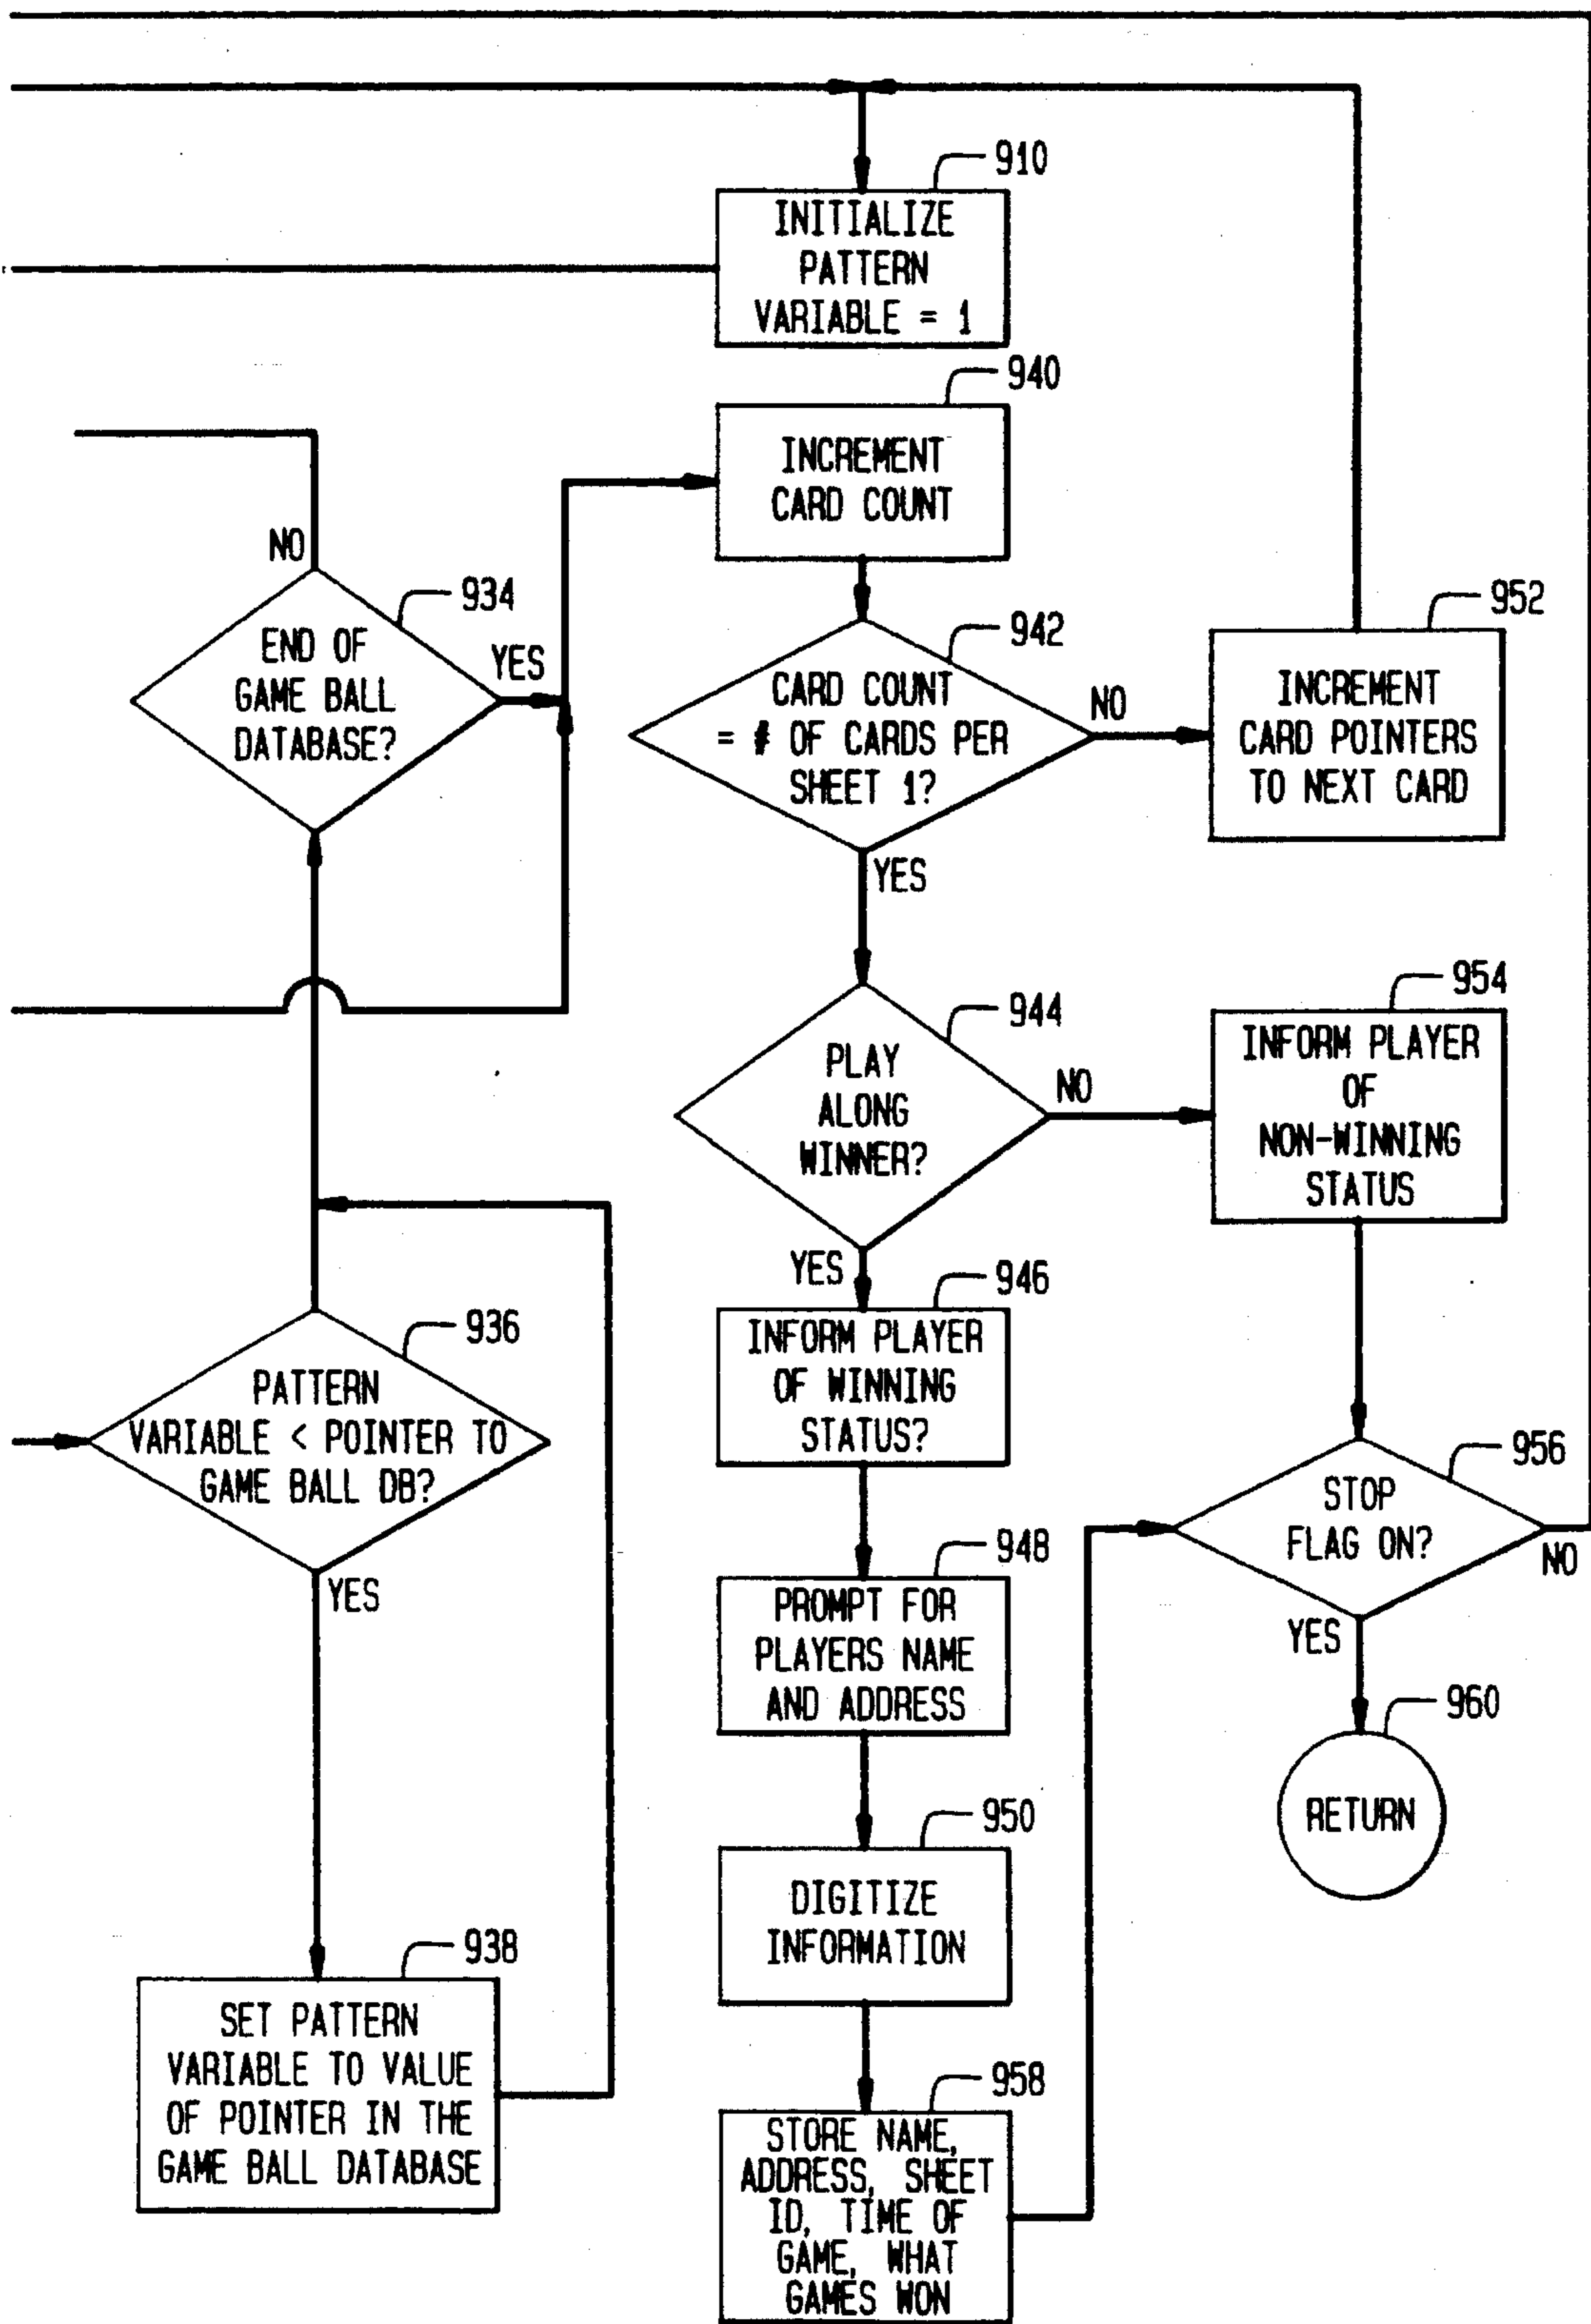 910
INITIALIZE
PATTERN
VARIABLE = 1
940
INCREMENT
CARD COUNT
NO
934
END OF
GAME BALL
DATABASE?
YES
942
CARD COUNT
= # OF CARDS PER
SHEET 1?
NO
YES
952
INCREMENT
CARD POINTERS
TO NEXT CARD
944
PLAY
ALONG
WINNER?
NO
YES
954
INFORM PLAYER
OF
NON-WINNING
STATUS
936
PATTERN
VARIABLE < POINTER TO
GAME BALL DB?
YES
946
INFORM PLAYER
OF WINNING
STATUS?
956
STOP
FLAG ON?
NO
YES
948
PROMPT FOR
PLAYERS NAME
AND ADDRESS
960
RETURN
950
DIGITIZE
INFORMATION
938
SET PATTERN
VARIABLE TO VALUE
OF POINTER IN THE
GAME BALL DATABASE
958
STORE NAME,
ADDRESS, SHEET
ID, TIME OF
GAME, WHAT
GAMES WON